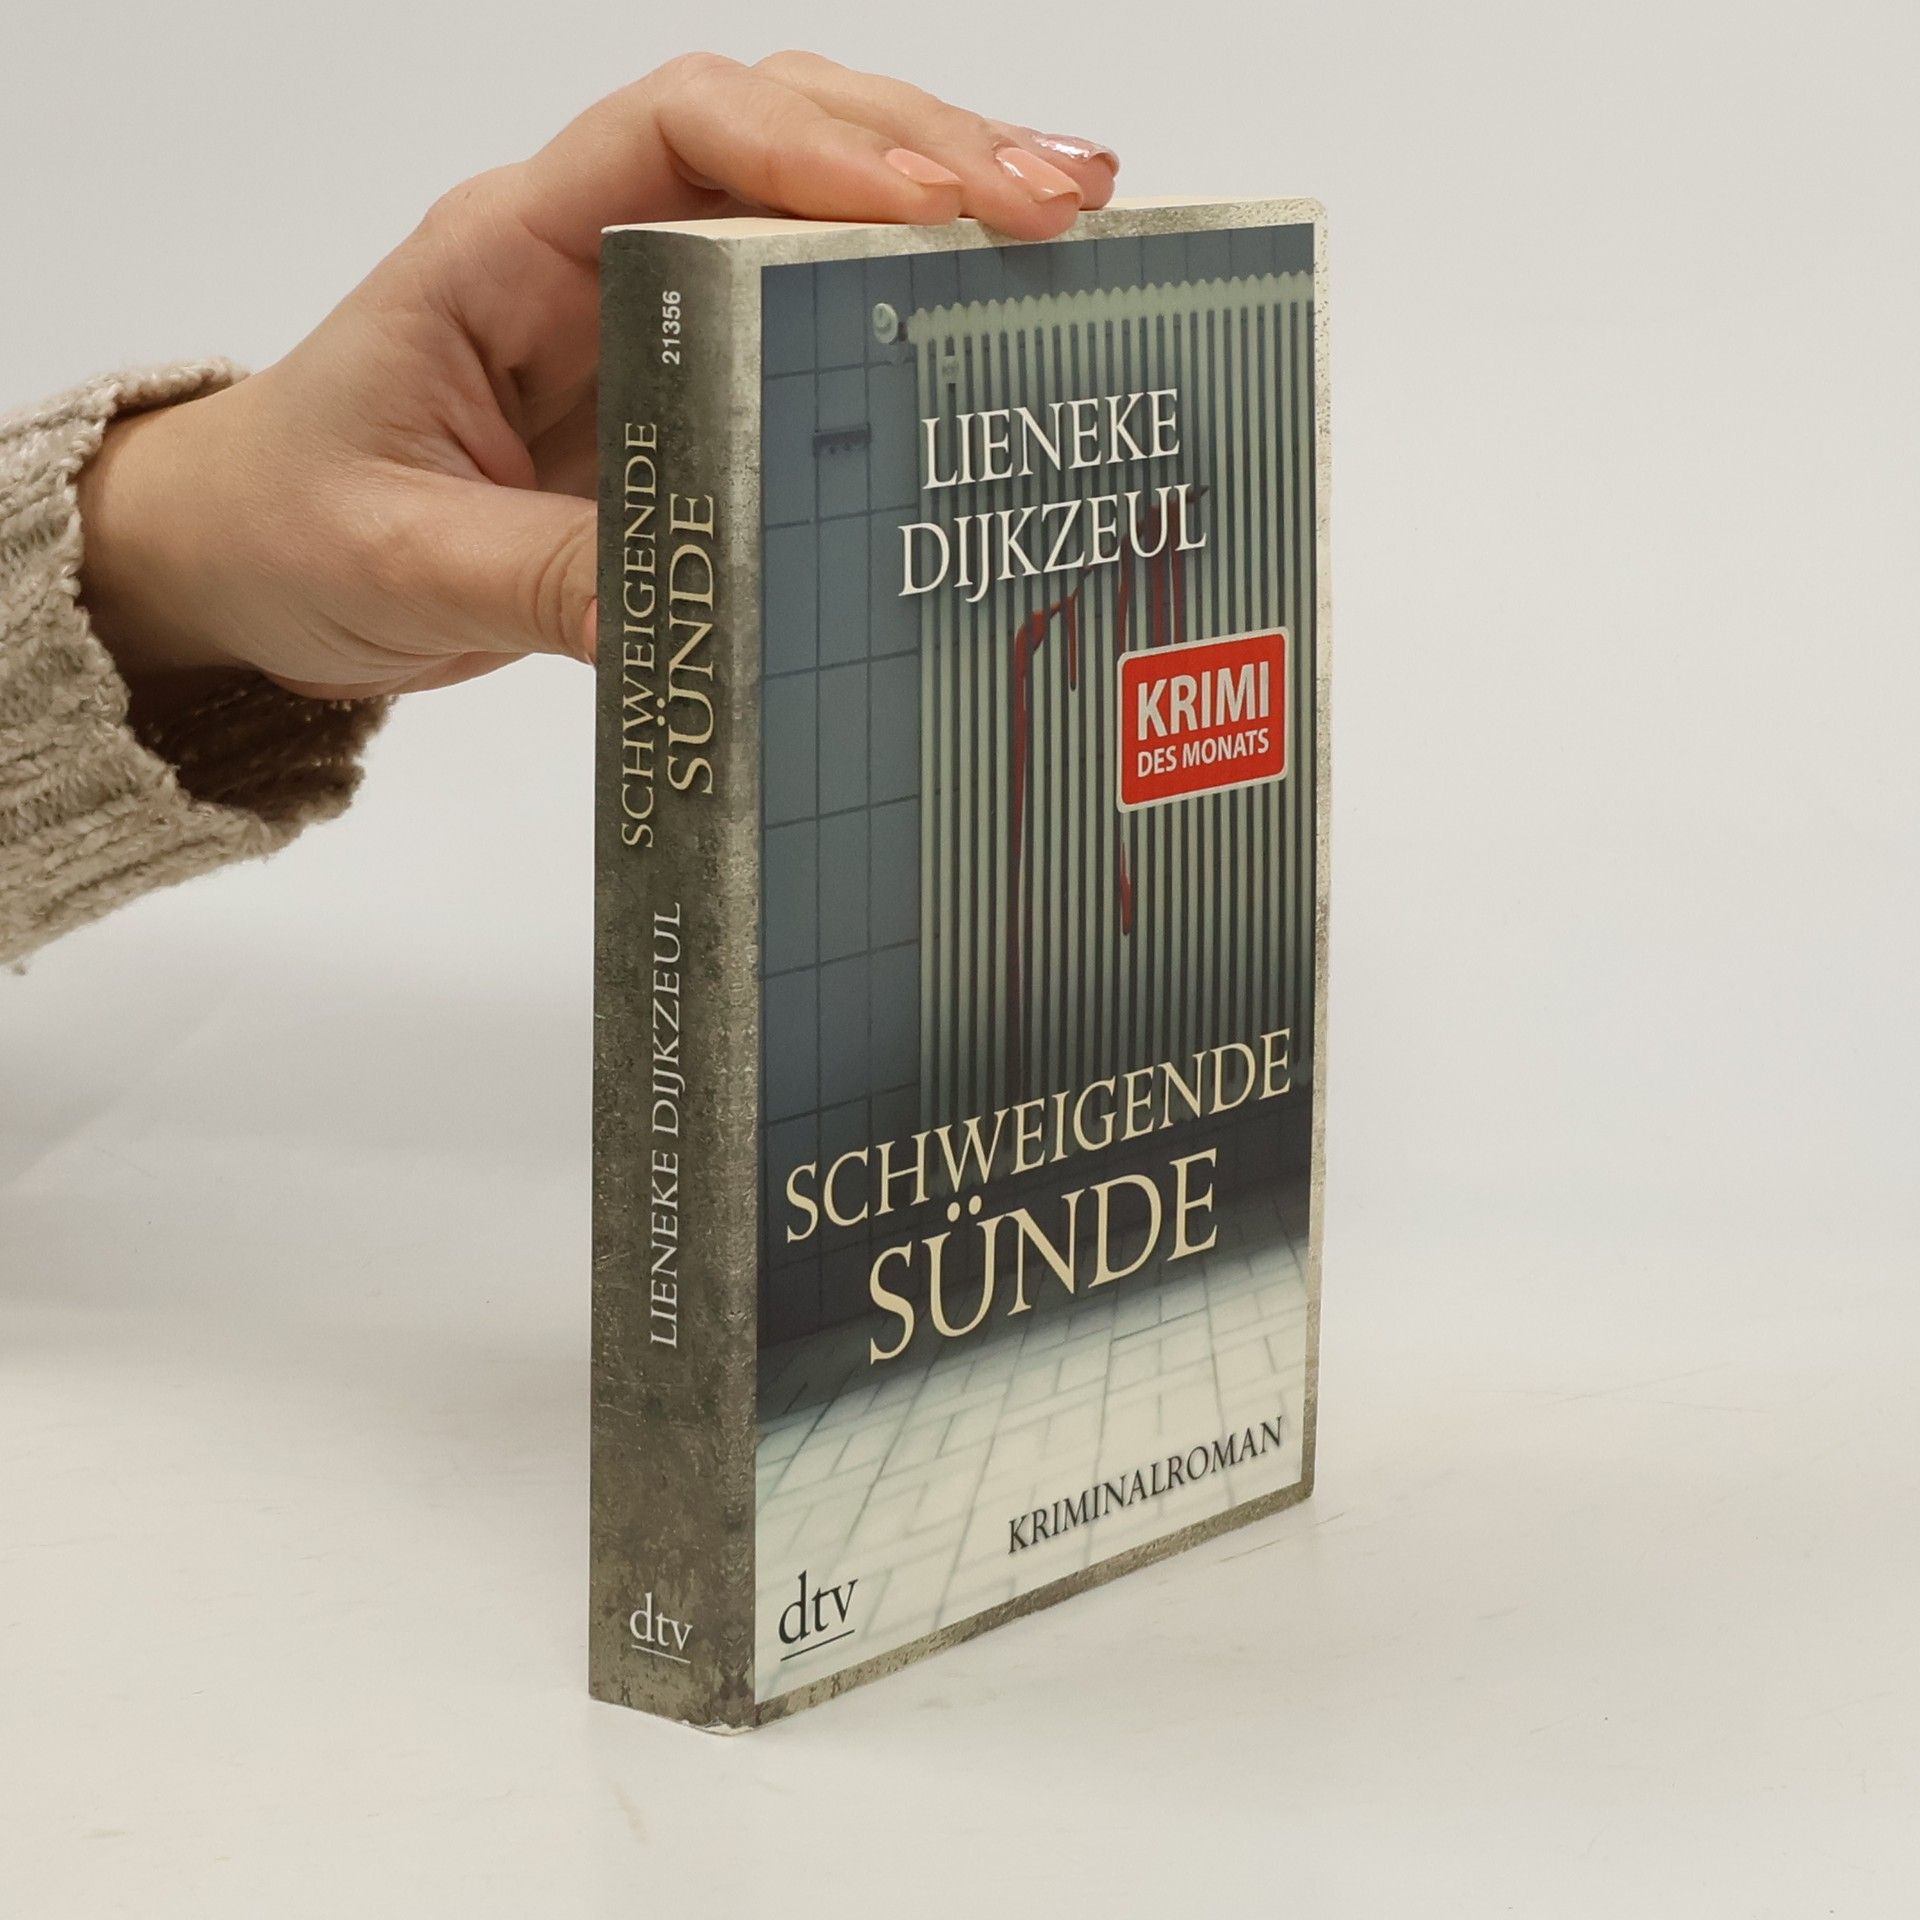 21356
SCHWEIGENDE
SÜNDE
LIENEKE DIJKZEUL
dtv
LIENEKE
DIJKZEUL
KRIMI
DES MONATS
SCHWEIGENDE
SÜNDE
KRIMINALROMAN
dtv